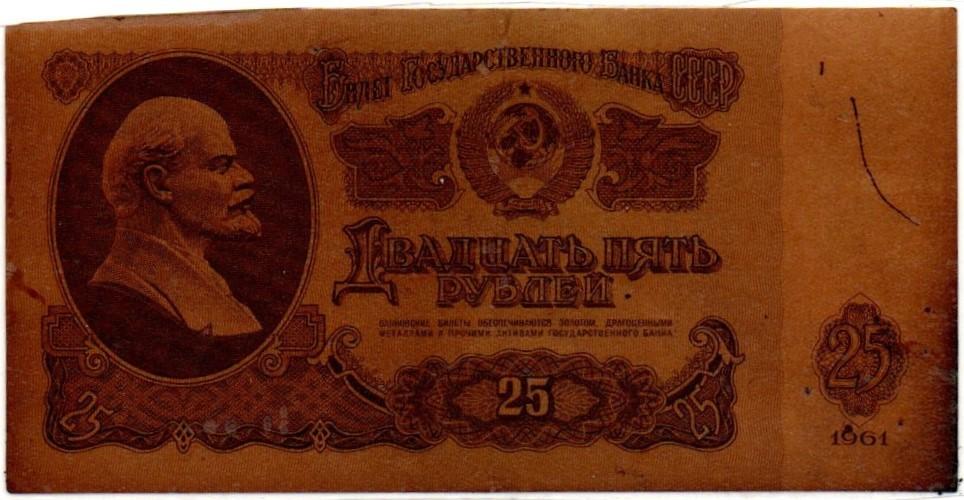 Билет Государственного Банка СССР
Двадцать пять
рублей
БАНКОВСКИЕ БИЛЕТЫ ОБЕСПЕЧИВАЮТСЯ ЗОЛОТОМ, ДРАГОЦЕННЫМИ
МЕТАЛЛАМИ И ПРОЧИМИ АКТИВАМИ ГОСУДАРСТВЕННОГО БАНКА
25
25
25
25
1961